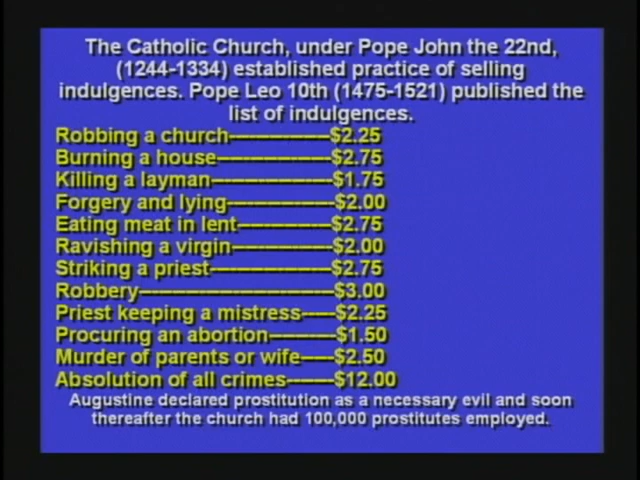 The Catholic Church, under Pope John the 22nd,
(1244-1334) established practice of selling
indulgences. Pope Leo 10th (1475-1521) published the
list of indulgences.
Robbing a church----------------$2.25
Burning a house------------------$2.75
Killing a layman-------------------$1.75
Forgery and lying-----------------$2.00
Eating meat in lent---------------$2.75
Ravishing a virgin----------------$2.00
Striking a priest-------------------$2.75
Robbery------------------------------$3.00
Priest keeping a mistress-----$2.25
Procuring an abortion----------$1.50
Murder of parents or wife-----$2.50
Absolution of all crimes-------$12.00
Augustine declared prostitution as a necessary evil and soon
thereafter the church had 100,000 prostitutes employed.